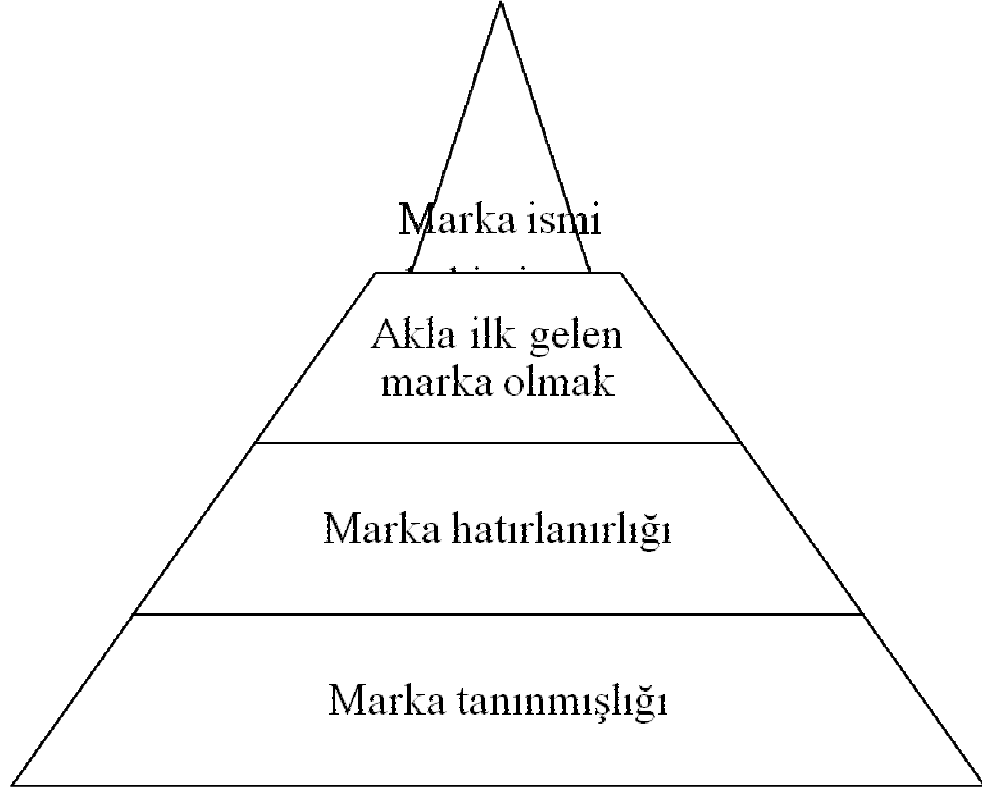 Marka ismi
Akla ilk gelen
marka olmak
Marka hatırlanırlığı
Marka tanınmışlığı